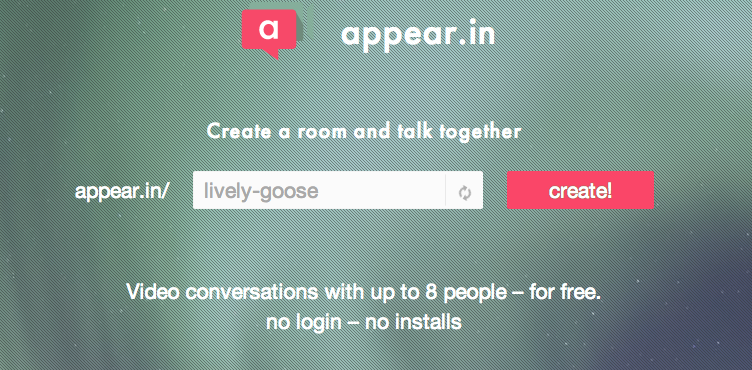 a
appear.in
Create a room and talk together
appear.in/ lively-goose create!
Video conversations with up to 8 people – for free.
no login – no installs